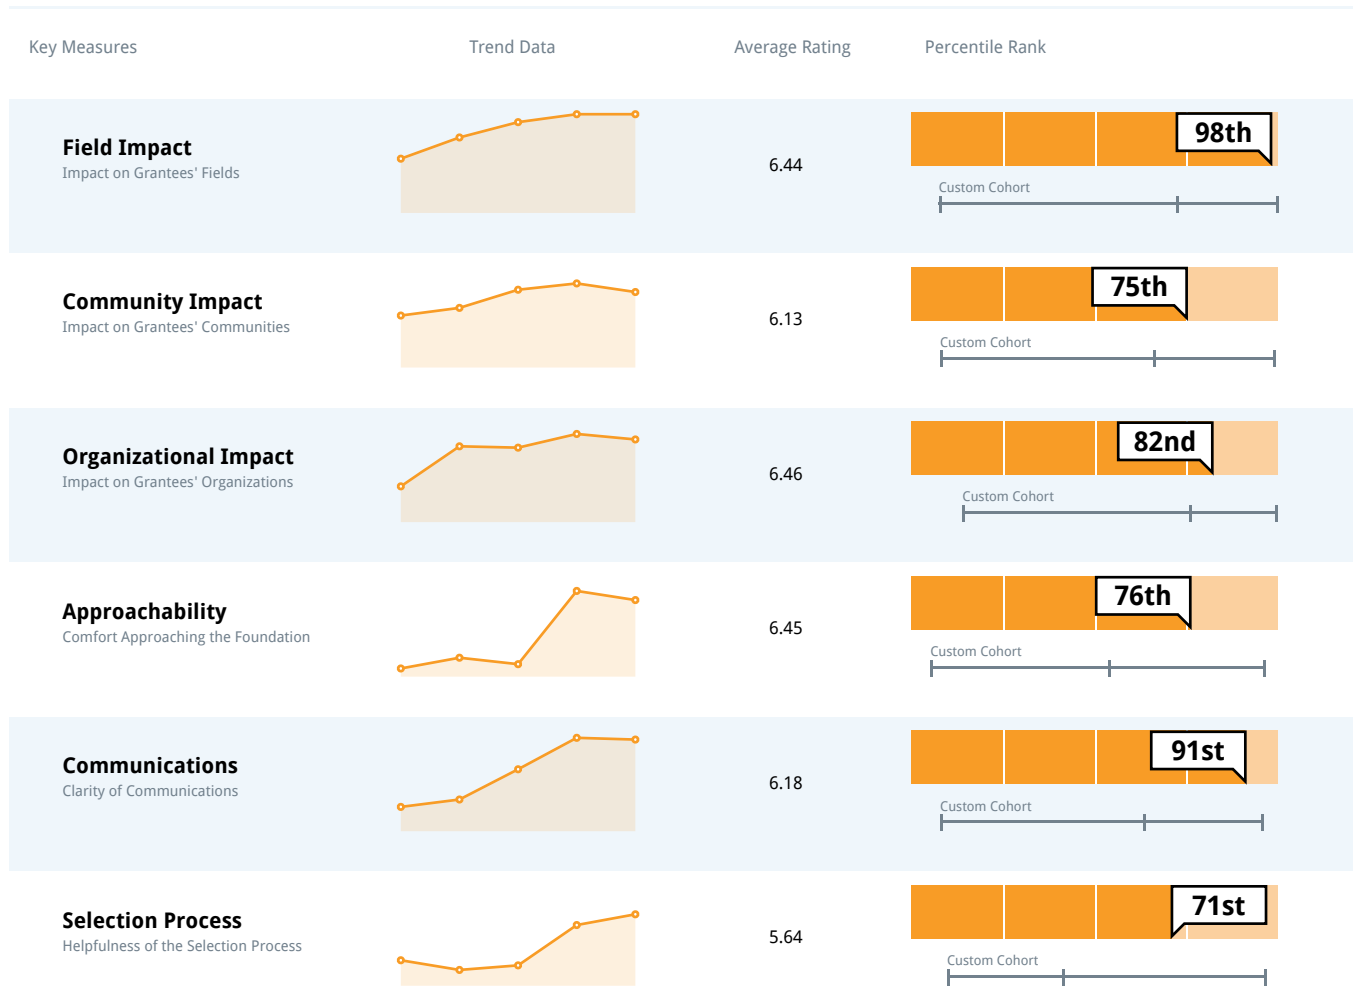 Key Measures
Trend Data
Average Rating
Percentile Rank
Field Impact
Impact on Grantees' Fields
6.44
98th
Custom Cohort
Community Impact
Impact on Grantees' Communities
6.13
75th
Custom Cohort
Organizational Impact
Impact on Grantees' Organizations
6.46
82nd
Custom Cohort
Approachability
Comfort Approaching the Foundation
6.45
76th
Custom Cohort
Communications
Clarity of Communications
6.18
91st
Custom Cohort
Selection Process
Helpfulness of the Selection Process
5.64
71st
Custom Cohort